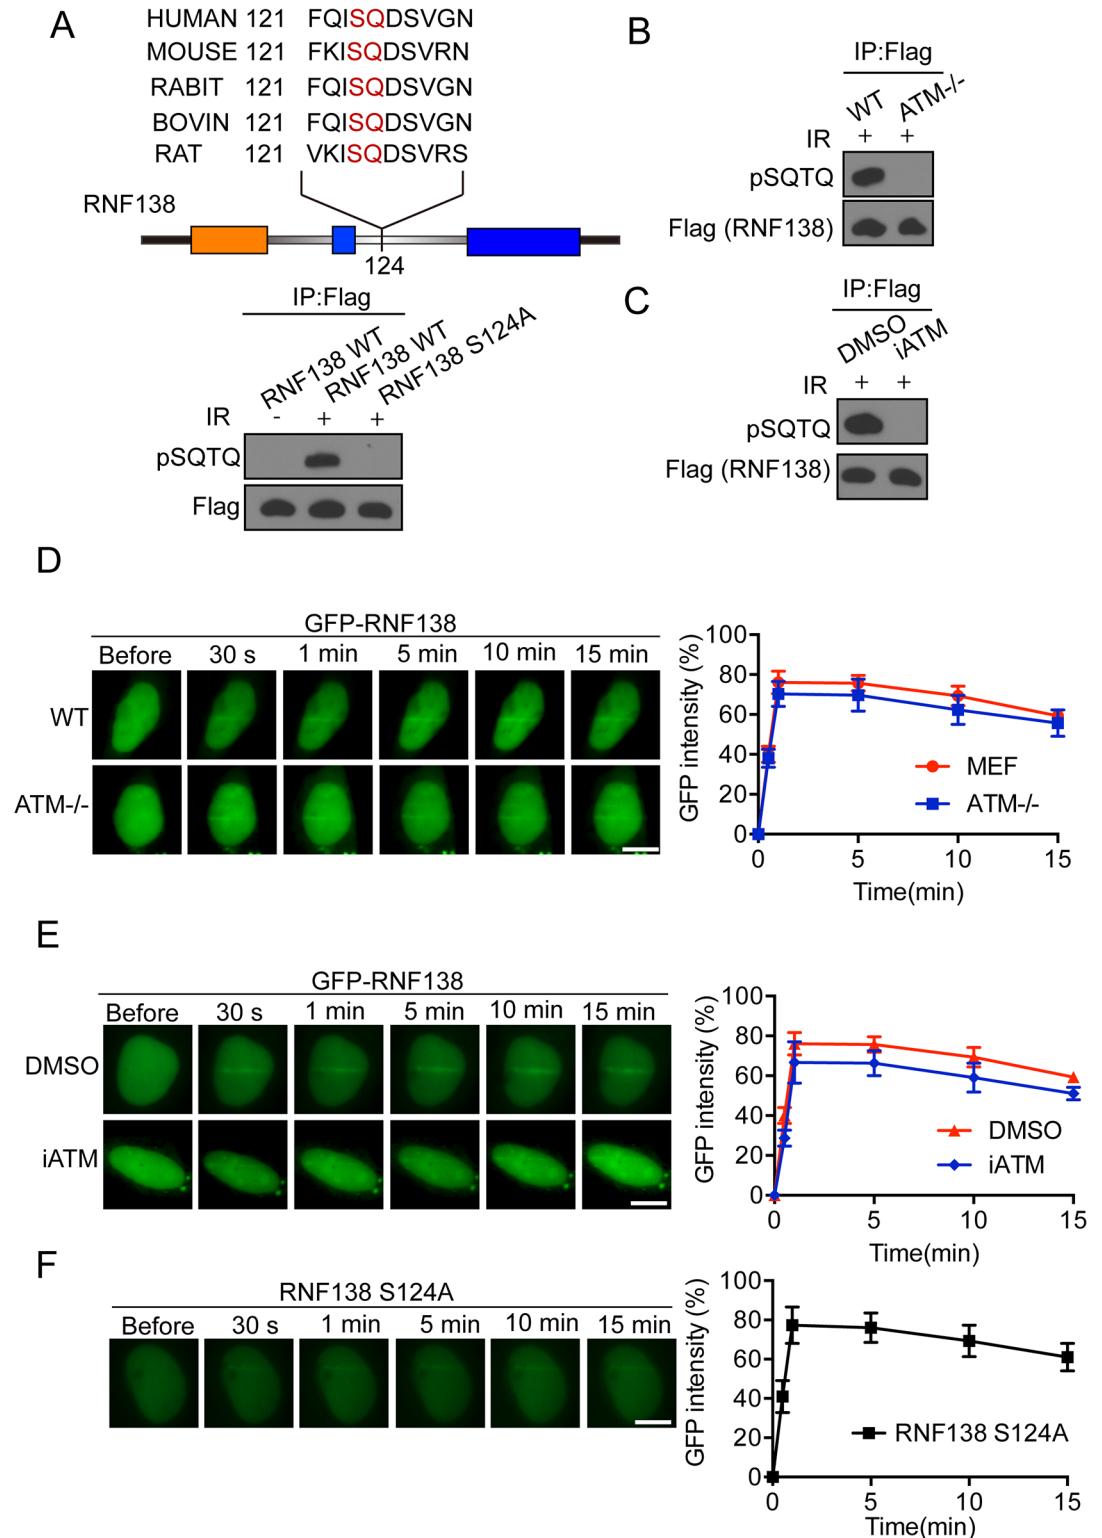 A
HUMAN 121 FQISQDSVGN
MOUSE 121 FKISQDSVRN
RABIT 121 FQISQDSVGN
BOVIN 121 FQISQDSVGN
RAT 121 VKISQDSVRS
RNF138
124
IP:Flag
RNF138 WT RNF138 WT RNF138 S124A
IR - + +
pSQTQ
Flag
B
IP:Flag
WT ATM-/-
IR + +
pSQTQ
Flag (RNF138)
C
IP:Flag
DMSO iATM
IR + +
pSQTQ
Flag (RNF138)
D
GFP-RNF138
Before 30 s 1 min 5 min 10 min 15 min
WT
ATM-/-
GFP intensity (%)
100
80
60
40
20
0
MEF
ATM-/-
0 5 10 15
Time(min)
E
GFP-RNF138
Before 30 s 1 min 5 min 10 min 15 min
DMSO
iATM
GFP intensity (%)
100
80
60
40
20
0
DMSO
iATM
0 5 10 15
Time(min)
F
RNF138 S124A
Before 30 s 1 min 5 min 10 min 15 min
GFP intensity (%)
100
80
60
40
20
0
RNF138 S124A
0 5 10 15
Time(min)